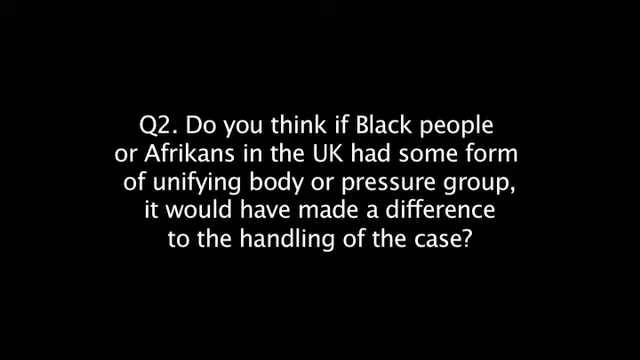 Q2. Do you think if Black people
or Afrikans in the UK had some form
of unifying body or pressure group,
it would have made a difference
to the handling of the case?